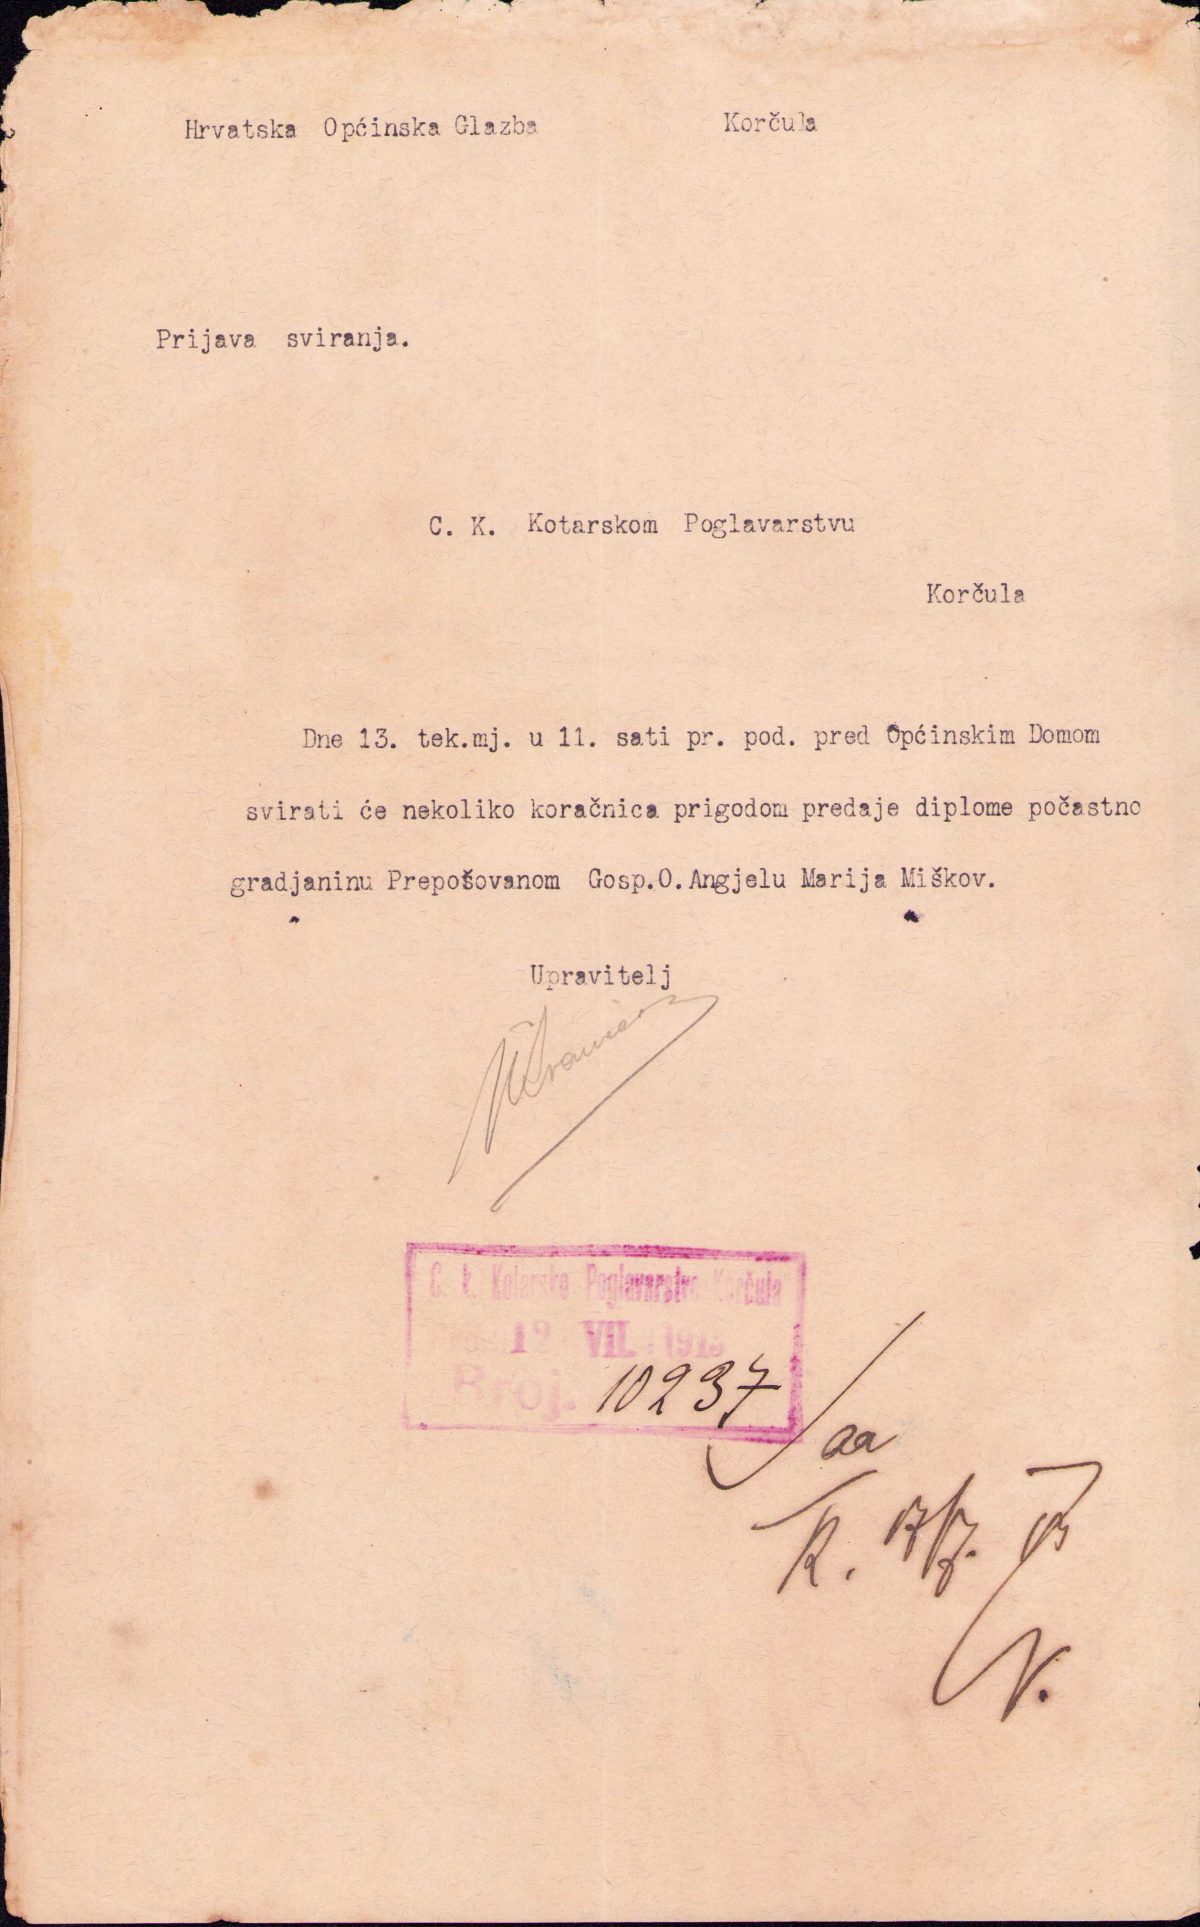 Hrvatska Općinska Glazba Korčula
Prijava sviranja.
C. K. Kotarskom Poglavarstvu
Korčula
Dne 13. tek.mj. u 11. sati pr. pod. pred Općinskim Domom
svirati će nekoliko koračnica prigodom predaje diplome počastno
gradjaninu Prepošovanom Gosp.O.Angjelu Marija Miškov.
Upravitelj
C. k. Kotarsko Poglavarstvo Korčula
VII. 1913
Broj. 10237
aa
K.